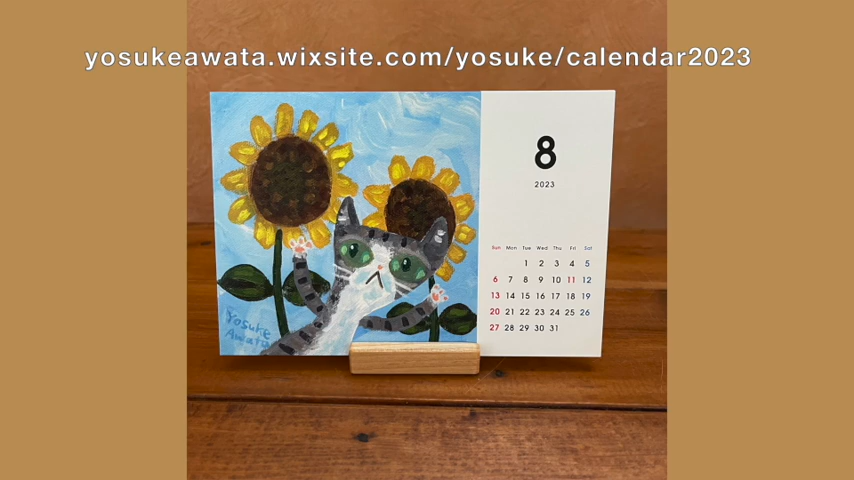 yosukeawata.wixsite.com/yosuke/calendar2023
8
2023
Sun Mon Tue Wed Thu Fri Sat
1 2 3 4 5
6 7 8 9 10 11 12
13 14 15 16 17 18 19
20 21 22 23 24 25 26
27 28 29 30 31
Yosuke
Awata